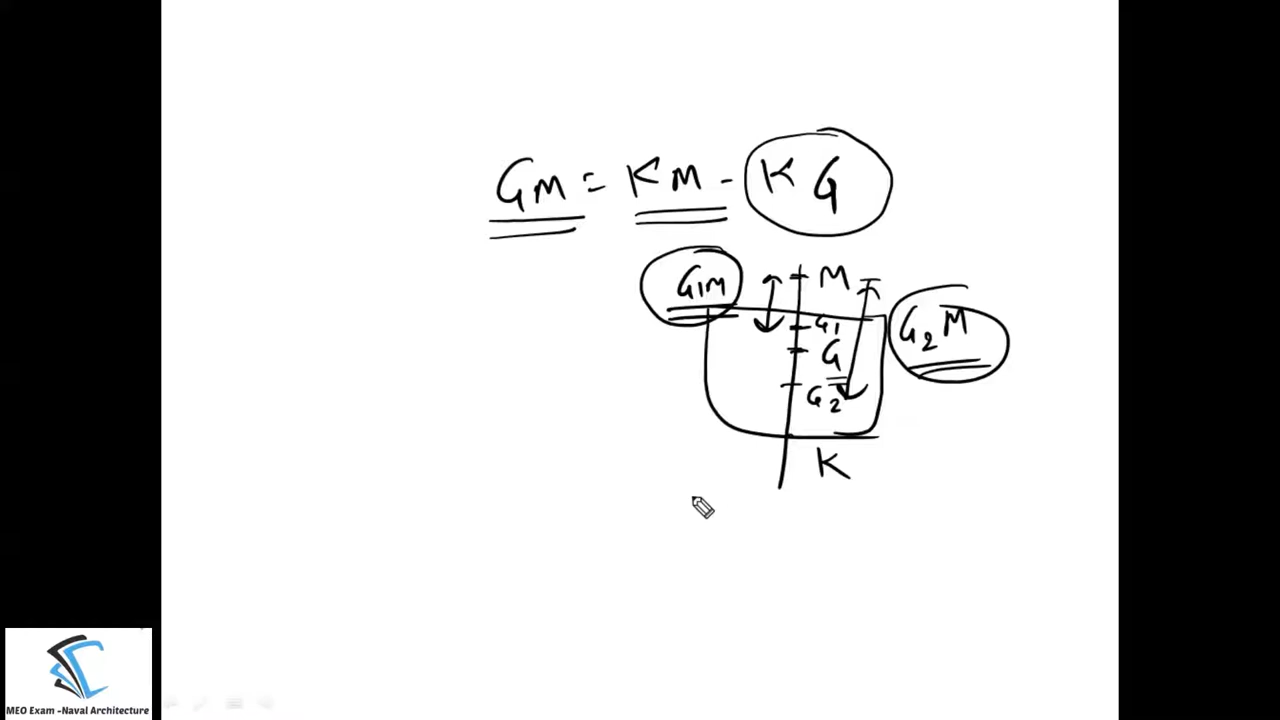 GM = KM - KG
G1M
M
G1
G2M
G
G2
K
MEO Exam -Naval Architecture